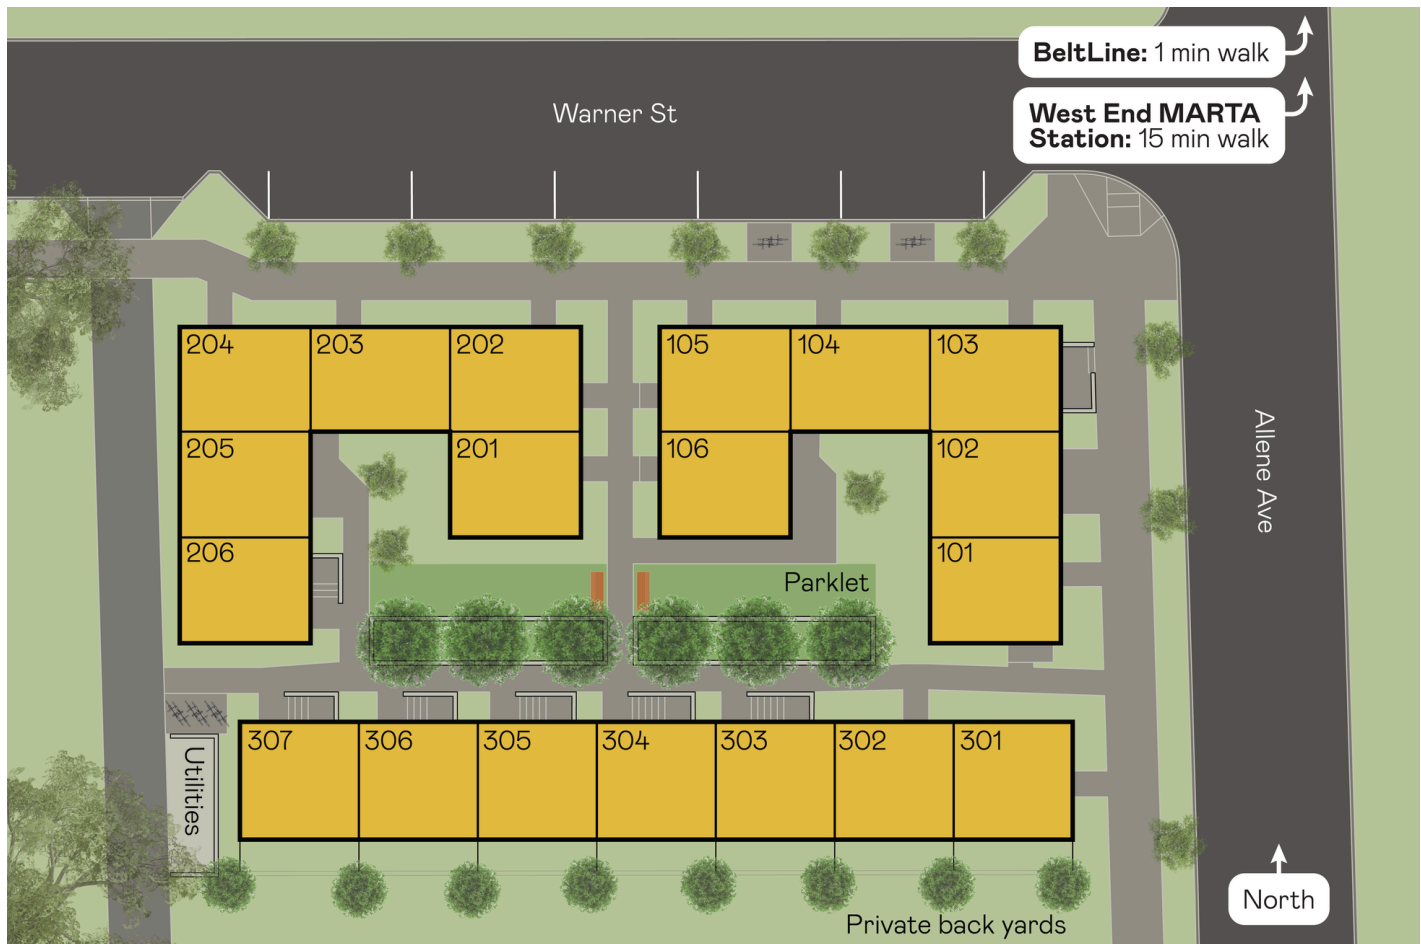 BeltLine: 1 min walk
West End MARTA
Station: 15 min walk
Warner St
204
203
202
105
104
103
205
201
106
102
206
101
Allene Ave
Parklet
307
306
305
304
303
302
301
Utilities
North
Private back yards